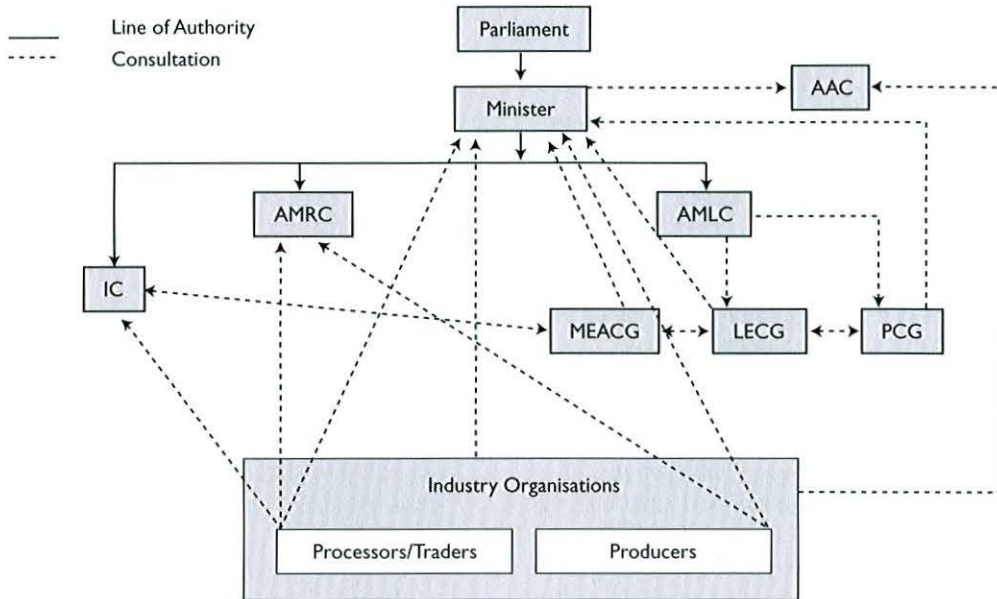 Line of Authority
Consultation
Parliament
Minister
AAC
AMRC
AMLC
IC
MEACG
LECG
PCG
Industry Organisations
Processors/Traders
Producers